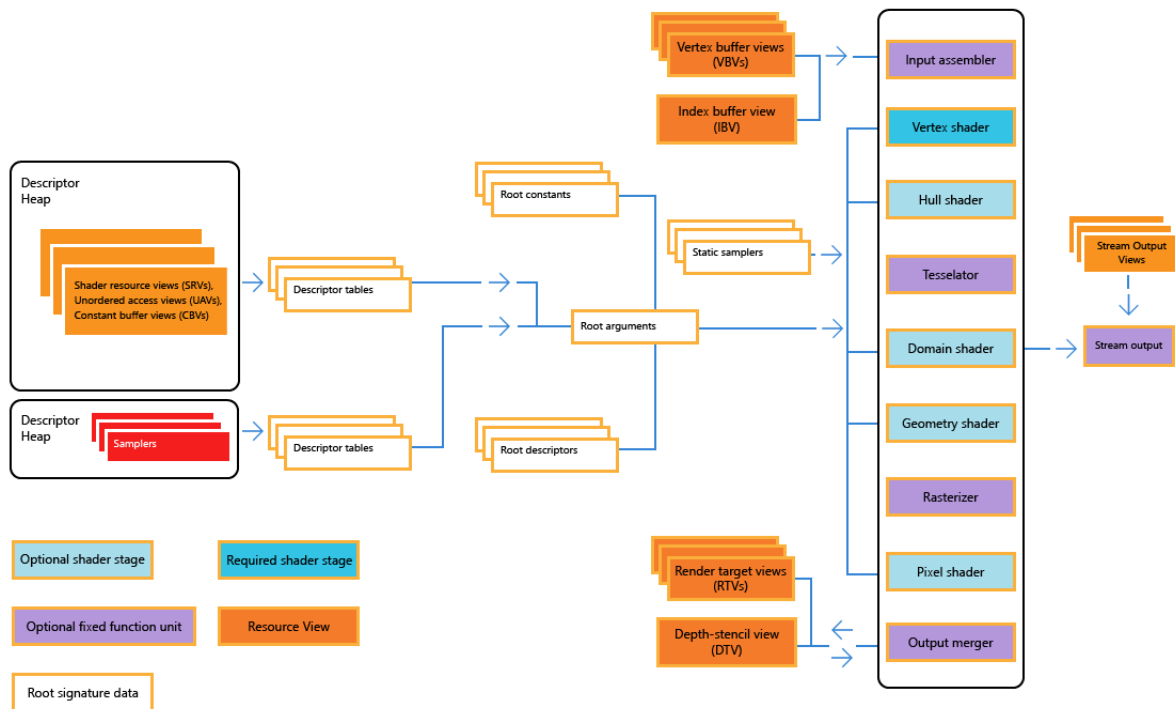 Vertex buffer views
(VBVs)
Index buffer view
(IBV)
Input assembler
Vertex shader
Hull shader
Tesselator
Domain shader
Geometry shader
Rasterizer
Pixel shader
Output merger
Descriptor
Heap
Shader resource views (SRVs),
Unordered access views (UAVs),
Constant buffer views (CBVs)
Descriptor tables
Root constants
Static samplers
Root arguments
Stream Output
Views
Stream output
Descriptor
Heap
Samplers
Descriptor tables
Root descriptors
Render target views
(RTVs)
Depth-stencil view
(DTV)
Optional shader stage
Required shader stage
Optional fixed function unit
Resource View
Root signature data